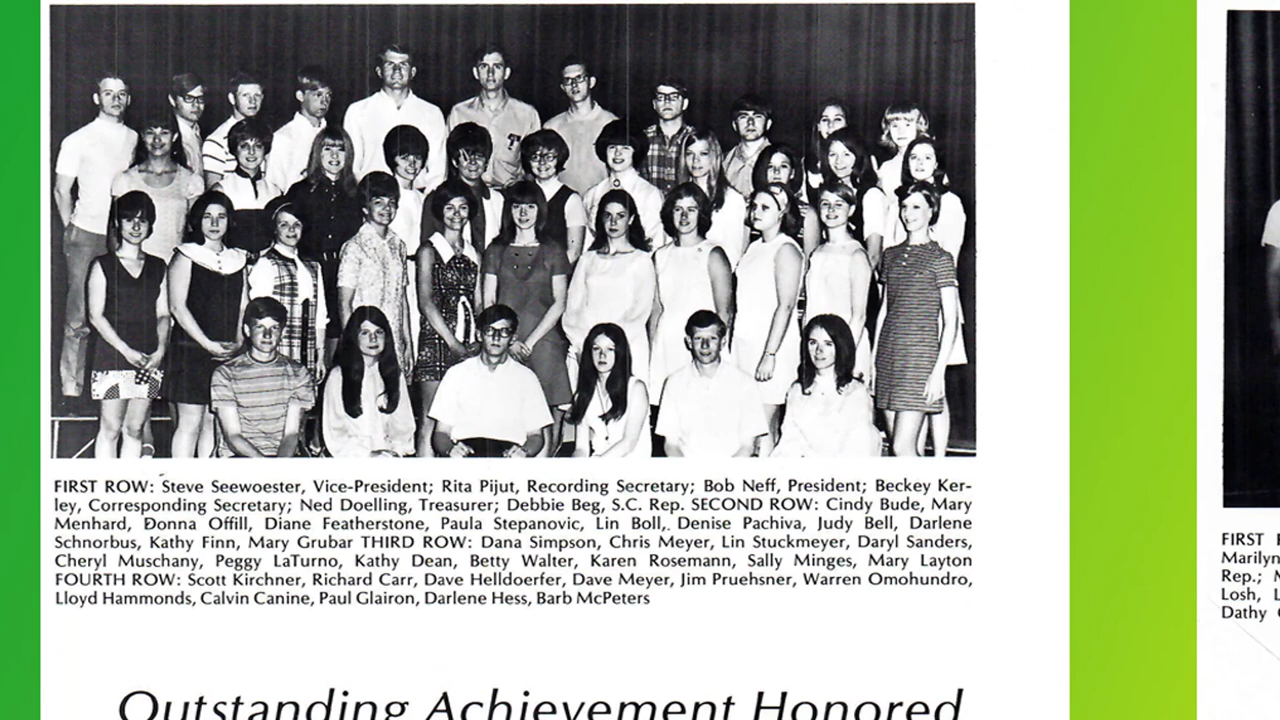 FIRST ROW: Steve Seewoester, Vice-President; Rita Pijut, Recording Secretary; Bob Neff, President; Beckey Ker-
ley, Corresponding Secretary; Ned Doelling, Treasurer; Debbie Beg, S.C. Rep. SECOND ROW: Cindy Bude, Mary
Menhard, Donna Offill, Diane Featherstone, Paula Stepanovic, Lin Boll, Denise Pachiva, Judy Bell, Darlene
Schnorbus, Kathy Finn, Mary Grubar THIRD ROW: Dana Simpson, Chris Meyer, Lin Stuckmeyer, Daryl Sanders,
Cheryl Muschany, Peggy LaTurno, Kathy Dean, Betty Walter, Karen Rosemann, Sally Minges, Mary Layton
FOURTH ROW: Scott Kirchner, Richard Carr, Dave Helldoerfer, Dave Meyer, Jim Pruehsner, Warren Omohundro,
Lloyd Hammonds, Calvin Canine, Paul Glairon, Darlene Hess, Barb McPeters
Outstanding Achievement Honored
FIRST
Marilyn
Rep.;
Losh,
Dathy